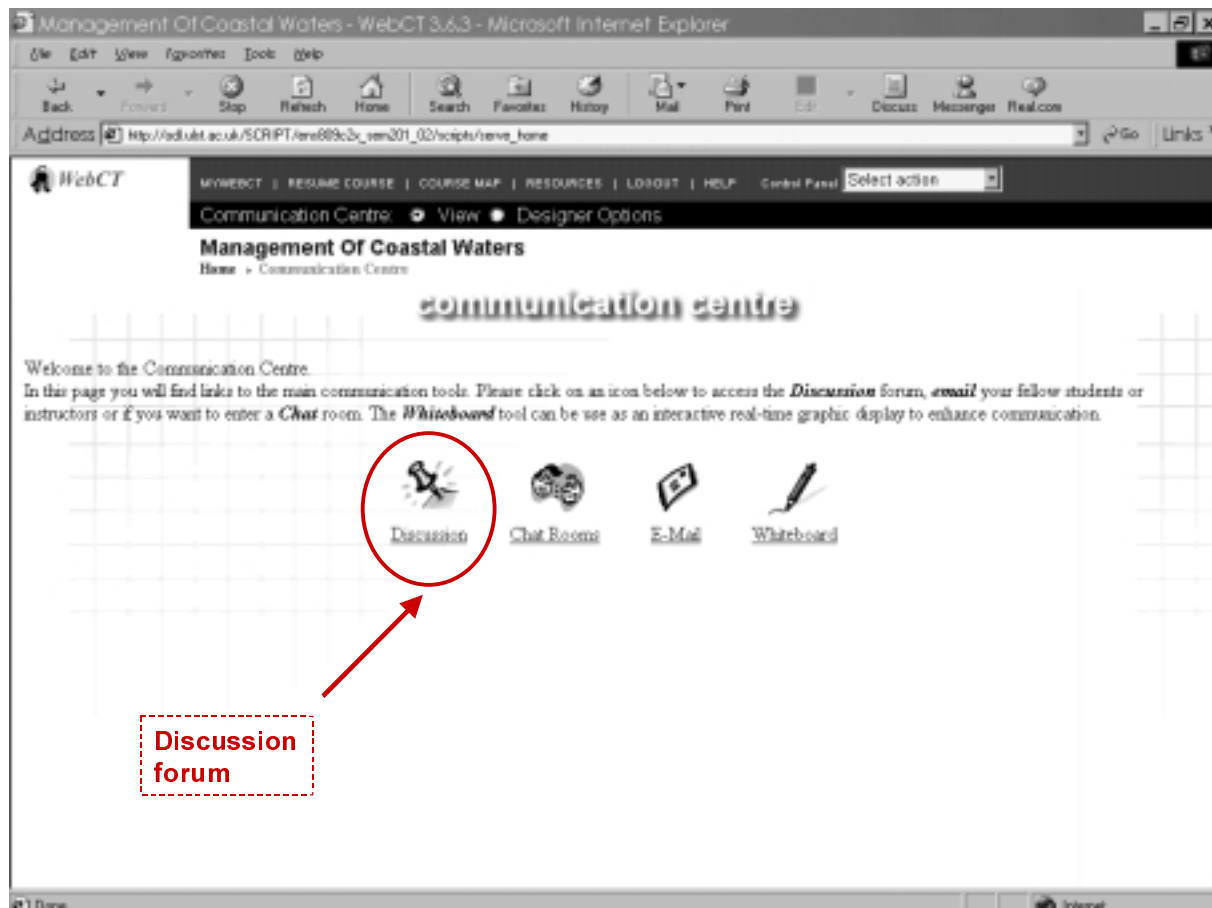 Management Of Coastal Waters - WebCT 3.6.3 - Microsoft Internet Explorer
File Edit View Favorites Tools Help
Back Forward Stop Refresh Home Search Favorites History Mail Print Edit Discuss Messenger Real.com
Address Go Links
WebCT
MYWEBCT | RESUME COURSE | COURSE MAP | RESOURCES | LOGOUT | HELP Control Panel Select action
Communication Centre: View Designer Options
Management Of Coastal Waters
Home › Communication Centre
communication centre
Welcome to the Communication Centre.
In this page you will find links to the main communication tools. Please click on an icon below to access the Discussion forum, email your fellow students or
instructors or if you want to enter a Chat room. The Whiteboard tool can be use as an interactive real-time graphic display to enhance communication.
Discussion Chat Rooms E-Mail Whiteboard
Discussion
forum
Done Internet